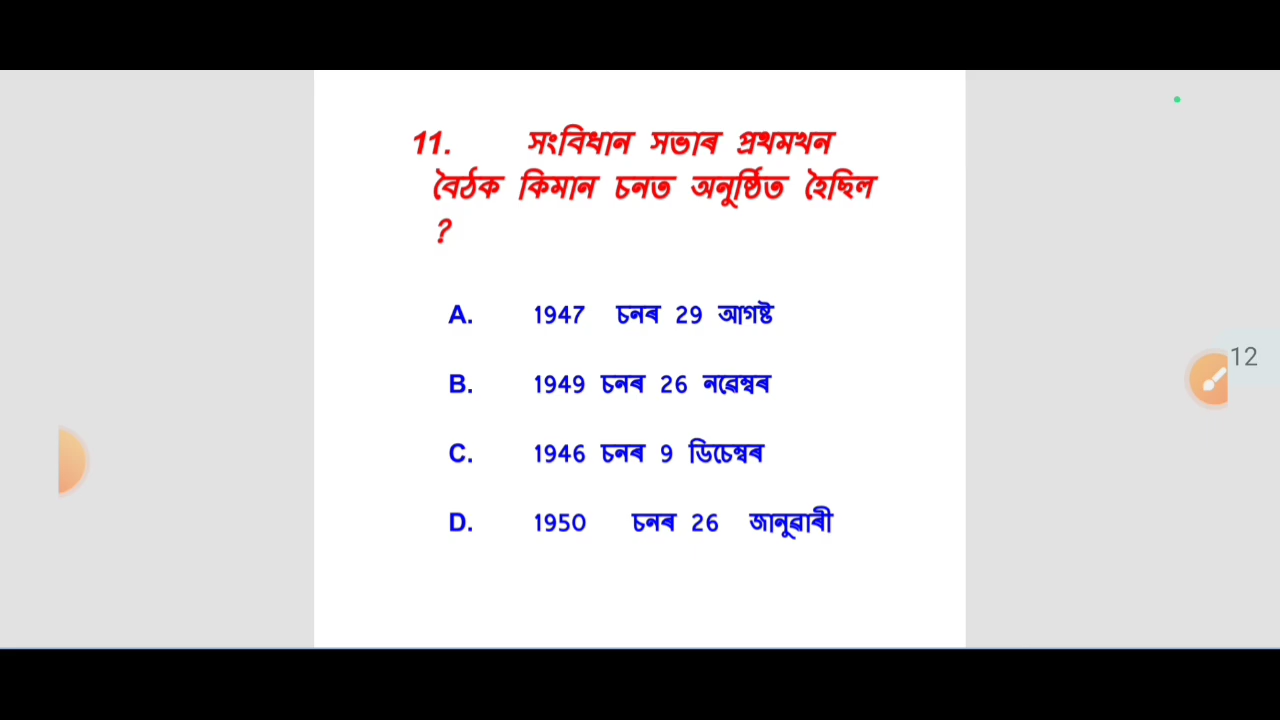 11. সংবিধান সভাৰ প্ৰথমখন
বৈঠক কিমান চনত অনুষ্ঠিত হৈছিল
?
A. 1947 চনৰ 29 আগষ্ট
B. 1949 চনৰ 26 নৱেম্বৰ
12
C. 1946 চনৰ 9 ডিচেম্বৰ
D. 1950 চনৰ 26 জানুৱাৰী